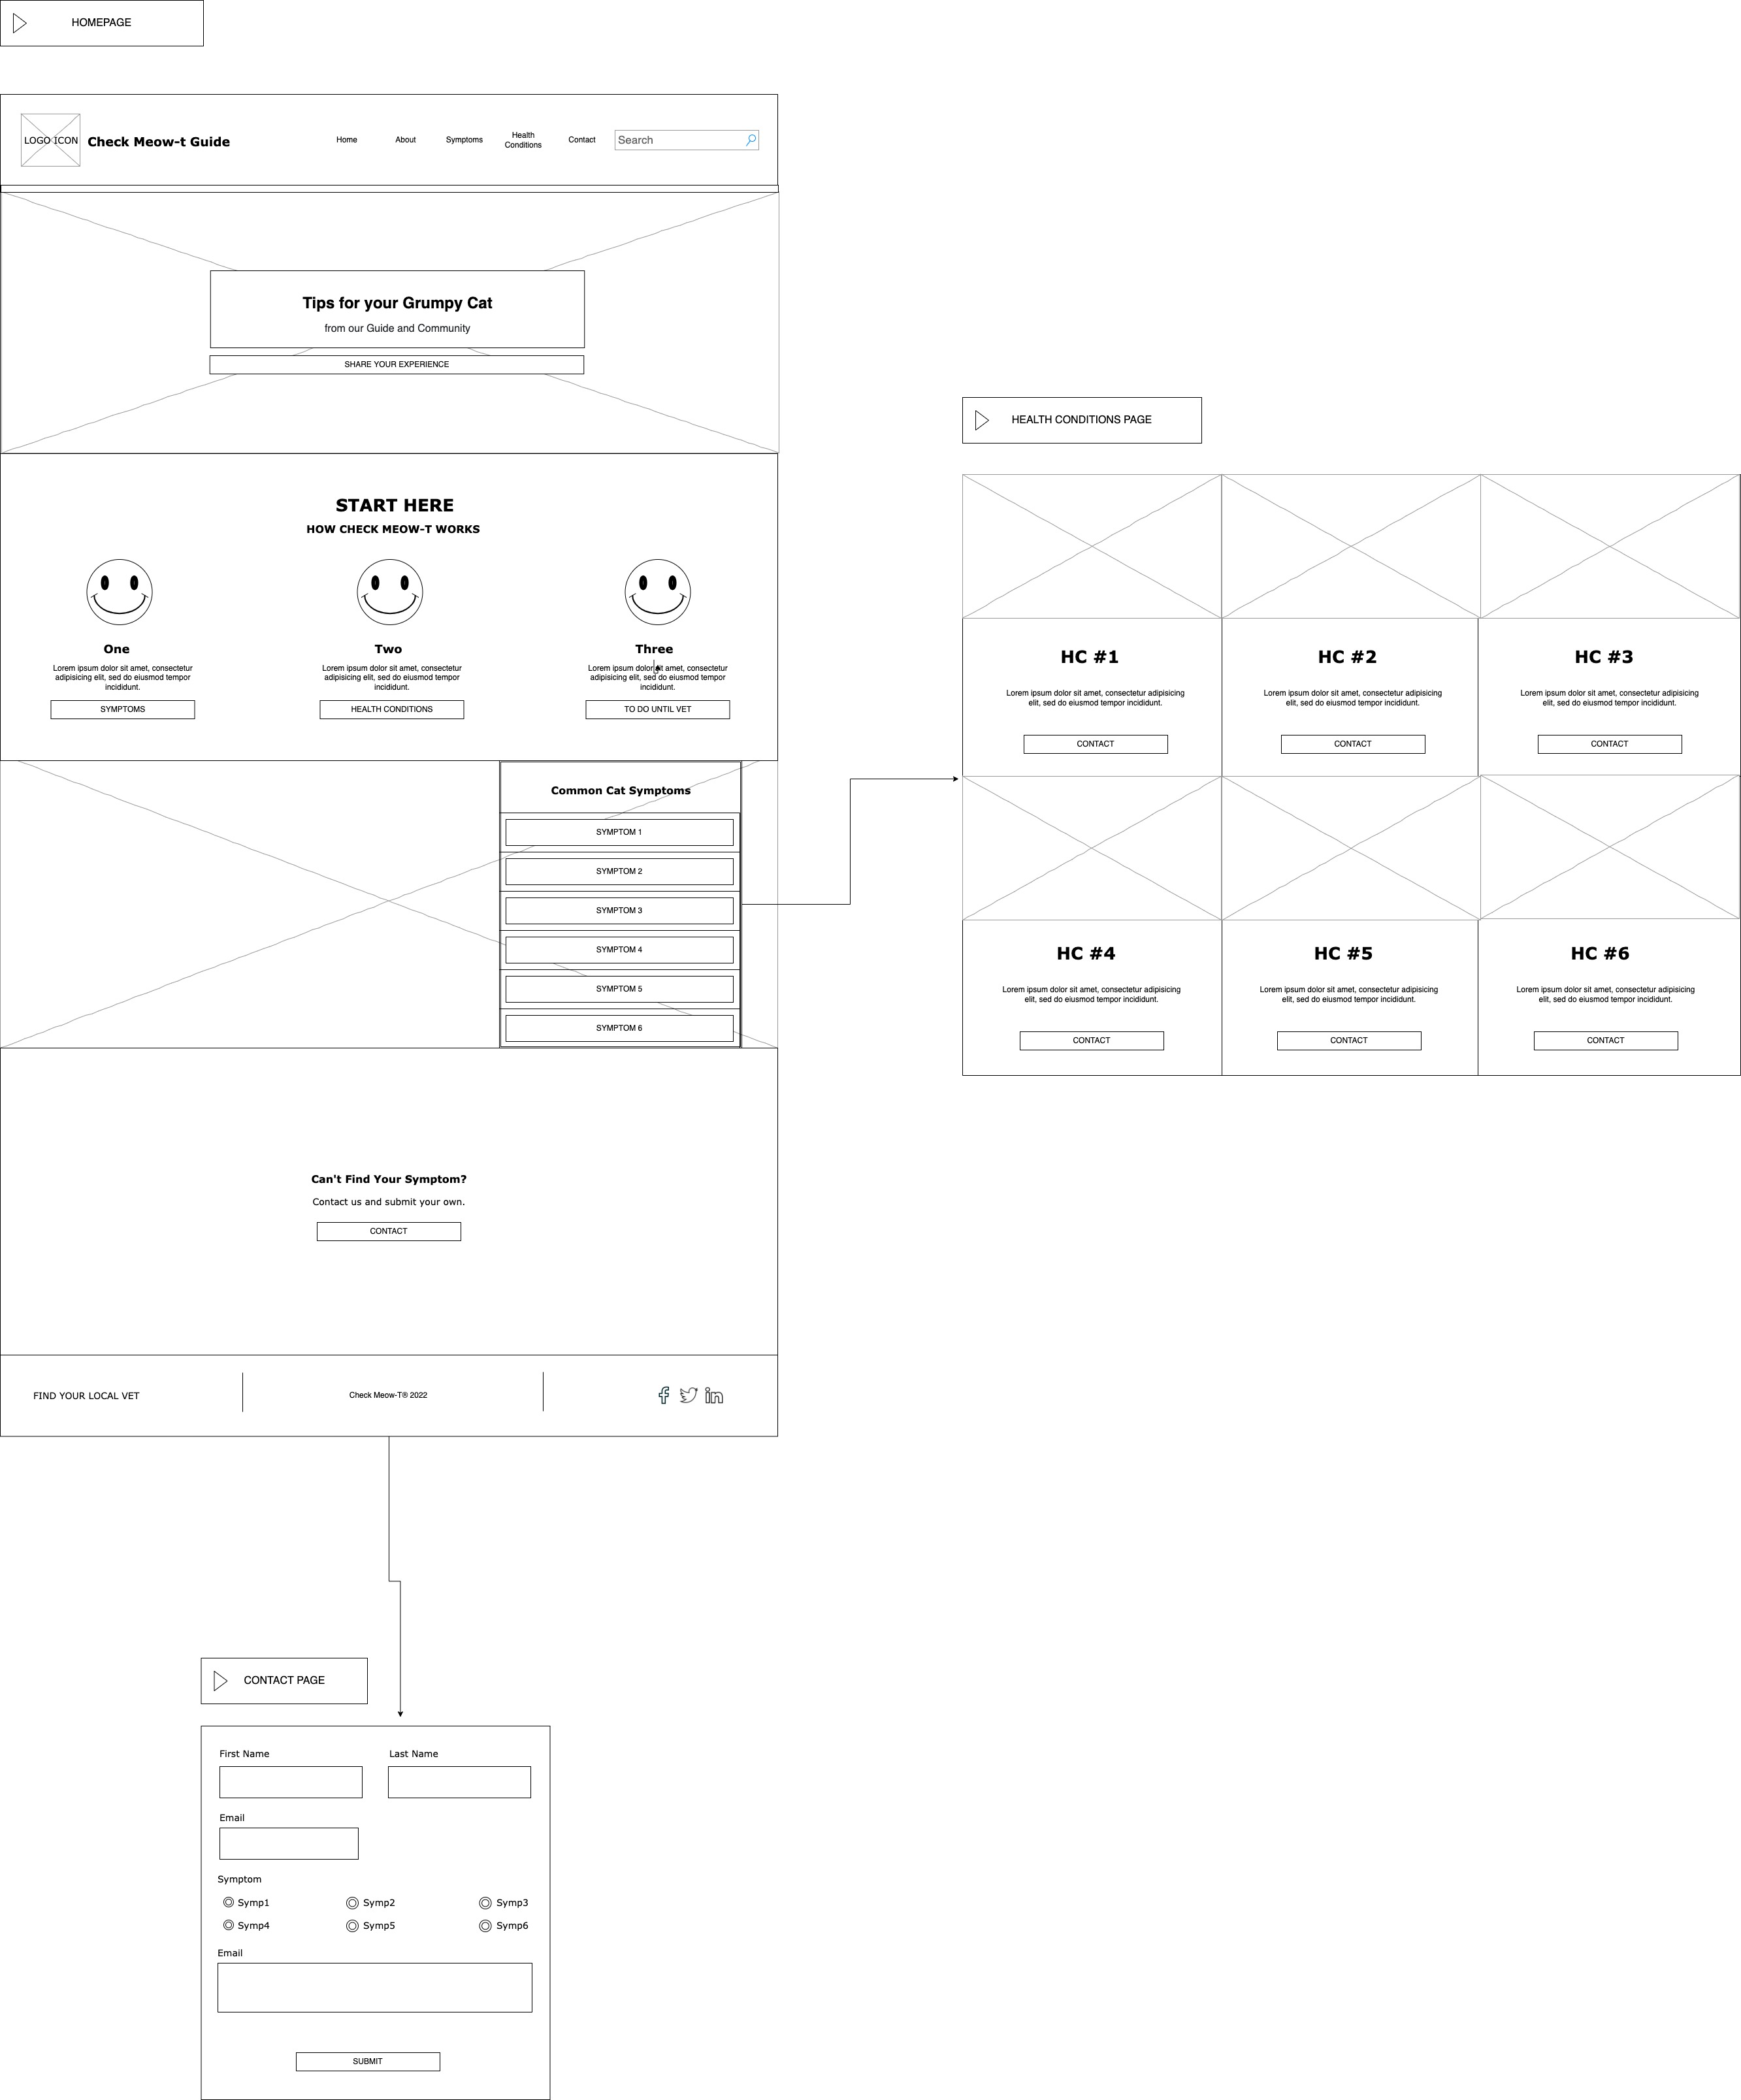 HOMEPAGE
LOGO ICON
Check Meow-t Guide
Home
About
Symptoms
Health
Conditions
Contact
Search
Tips for your Grumpy Cat
from our Guide and Community
SHARE YOUR EXPERIENCE
START HERE
HOW CHECK MEOW-T WORKS
One
Lorem ipsum dolor sit amet, consectetur
adipisicing elit, sed do eiusmod tempor
incididunt.
SYMPTOMS
Two
Lorem ipsum dolor sit amet, consectetur
adipisicing elit, sed do eiusmod tempor
incididunt.
HEALTH CONDITIONS
Three
Lorem ipsum dolor sit amet, consectetur
adipisicing elit, sed do eiusmod tempor
incididunt.
TO DO UNTIL VET
Common Cat Symptoms
SYMPTOM 1
SYMPTOM 2
SYMPTOM 3
SYMPTOM 4
SYMPTOM 5
SYMPTOM 6
Can't Find Your Symptom?
Contact us and submit your own.
CONTACT
FIND YOUR LOCAL VET
Check Meow-T® 2022
HEALTH CONDITIONS PAGE
HC #1
Lorem ipsum dolor sit amet, consectetur adipisicing
elit, sed do eiusmod tempor incididunt.
CONTACT
HC #2
Lorem ipsum dolor sit amet, consectetur adipisicing
elit, sed do eiusmod tempor incididunt.
CONTACT
HC #3
Lorem ipsum dolor sit amet, consectetur adipisicing
elit, sed do eiusmod tempor incididunt.
CONTACT
HC #4
Lorem ipsum dolor sit amet, consectetur adipisicing
elit, sed do eiusmod tempor incididunt.
CONTACT
HC #5
Lorem ipsum dolor sit amet, consectetur adipisicing
elit, sed do eiusmod tempor incididunt.
CONTACT
HC #6
Lorem ipsum dolor sit amet, consectetur adipisicing
elit, sed do eiusmod tempor incididunt.
CONTACT
CONTACT PAGE
First Name
Last Name
Email
Symptom
Symp1
Symp2
Symp3
Symp4
Symp5
Symp6
Email
SUBMIT